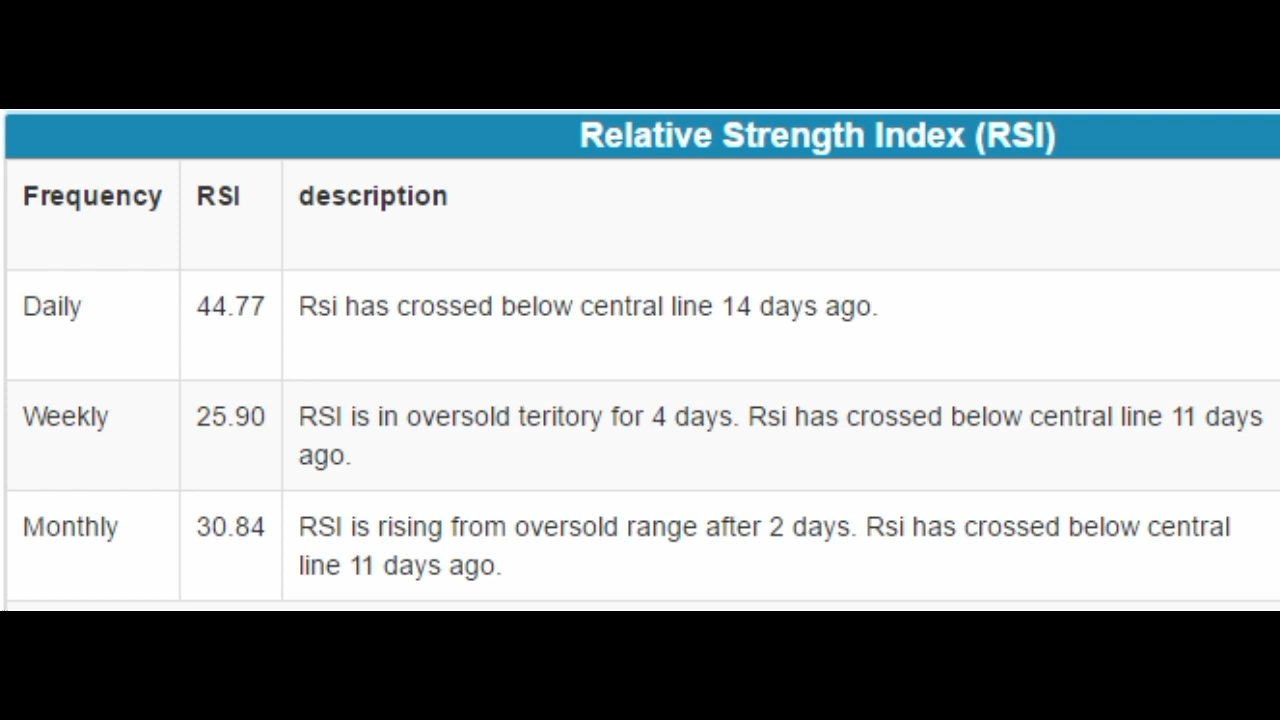 Relative Strength Index (RSI)
Frequency RSI description
Daily 44.77 Rsi has crossed below central line 14 days ago.
Weekly 25.90 RSI is in oversold teritory for 4 days. Rsi has crossed below central line 11 days
ago.
Monthly 30.84 RSI is rising from oversold range after 2 days. Rsi has crossed below central
line 11 days ago.